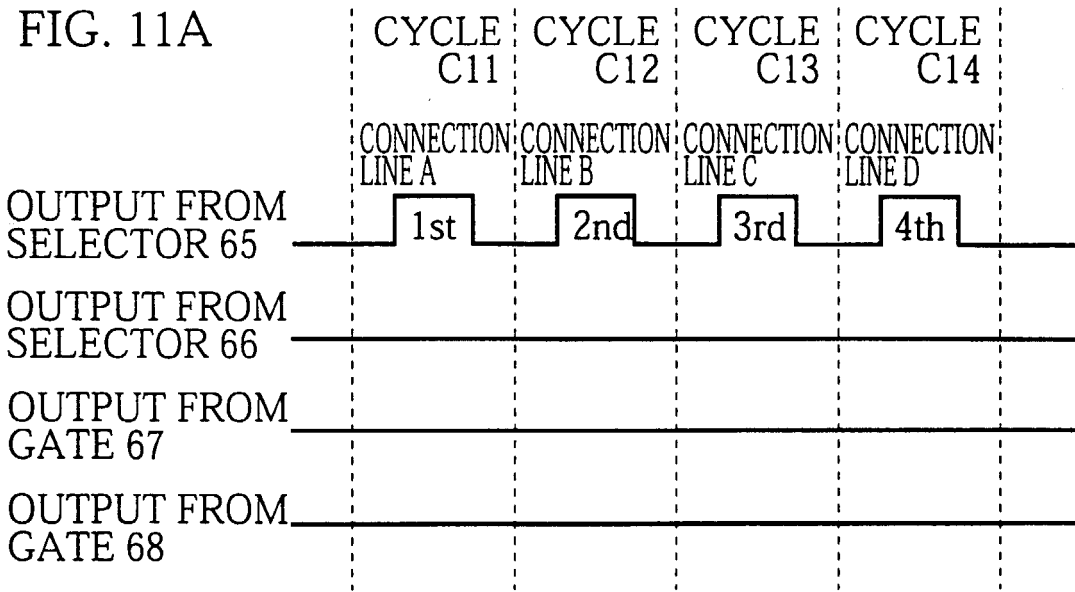 FIG. 11A
CYCLE C11
CYCLE C12
CYCLE C13
CYCLE C14
CONNECTION LINE A
CONNECTION LINE B
CONNECTION LINE C
CONNECTION LINE D
OUTPUT FROM
SELECTOR 65
1st
2nd
3rd
4th
OUTPUT FROM
SELECTOR 66
OUTPUT FROM
GATE 67
OUTPUT FROM
GATE 68